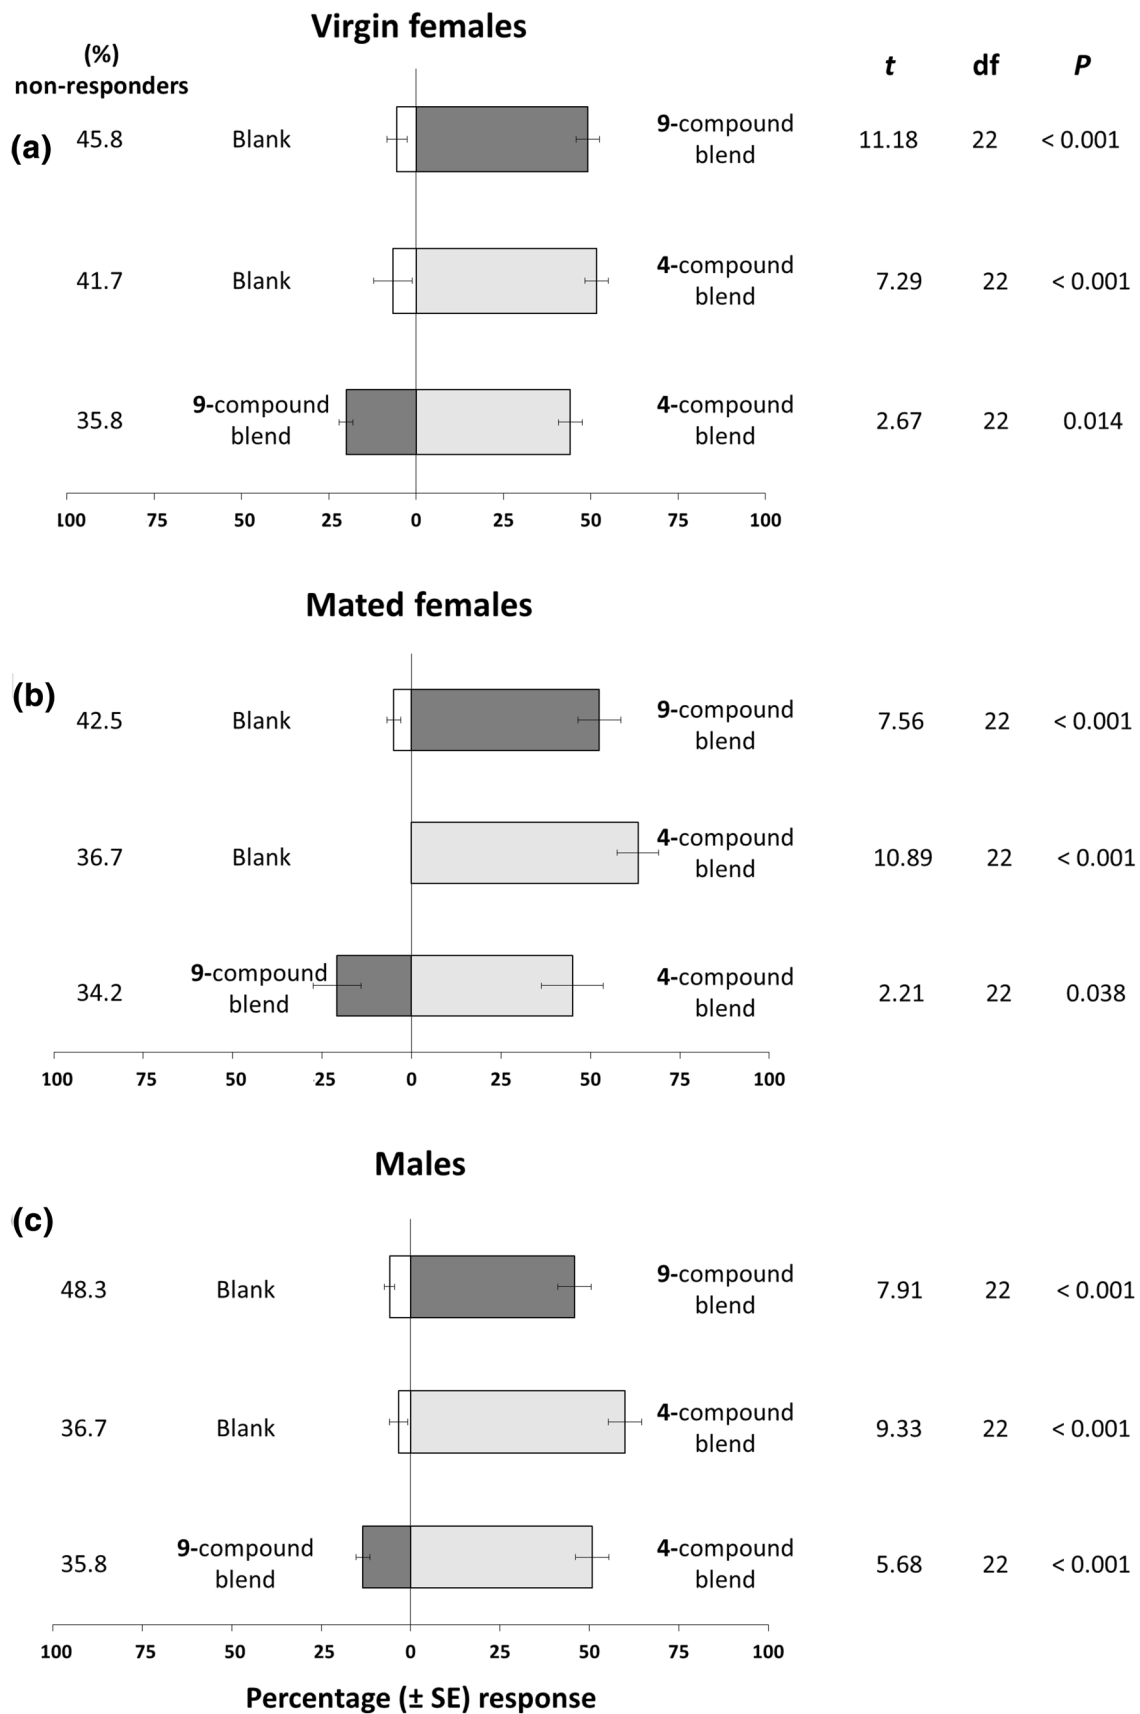 Virgin females
(%)
non-responders
t df P
(a) 45.8 Blank 9-compound blend 11.18 22 < 0.001
41.7 Blank 4-compound blend 7.29 22 < 0.001
35.8 9-compound blend 4-compound blend 2.67 22 0.014
100 75 50 25 0 25 50 75 100
Mated females
(b) 42.5 Blank 9-compound blend 7.56 22 < 0.001
36.7 Blank 4-compound blend 10.89 22 < 0.001
34.2 9-compound blend 4-compound blend 2.21 22 0.038
100 75 50 25 0 25 50 75 100
Males
(c)
48.3 Blank 9-compound blend 7.91 22 < 0.001
36.7 Blank 4-compound blend 9.33 22 < 0.001
35.8 9-compound blend 4-compound blend 5.68 22 < 0.001
100 75 50 25 0 25 50 75 100
Percentage (± SE) response